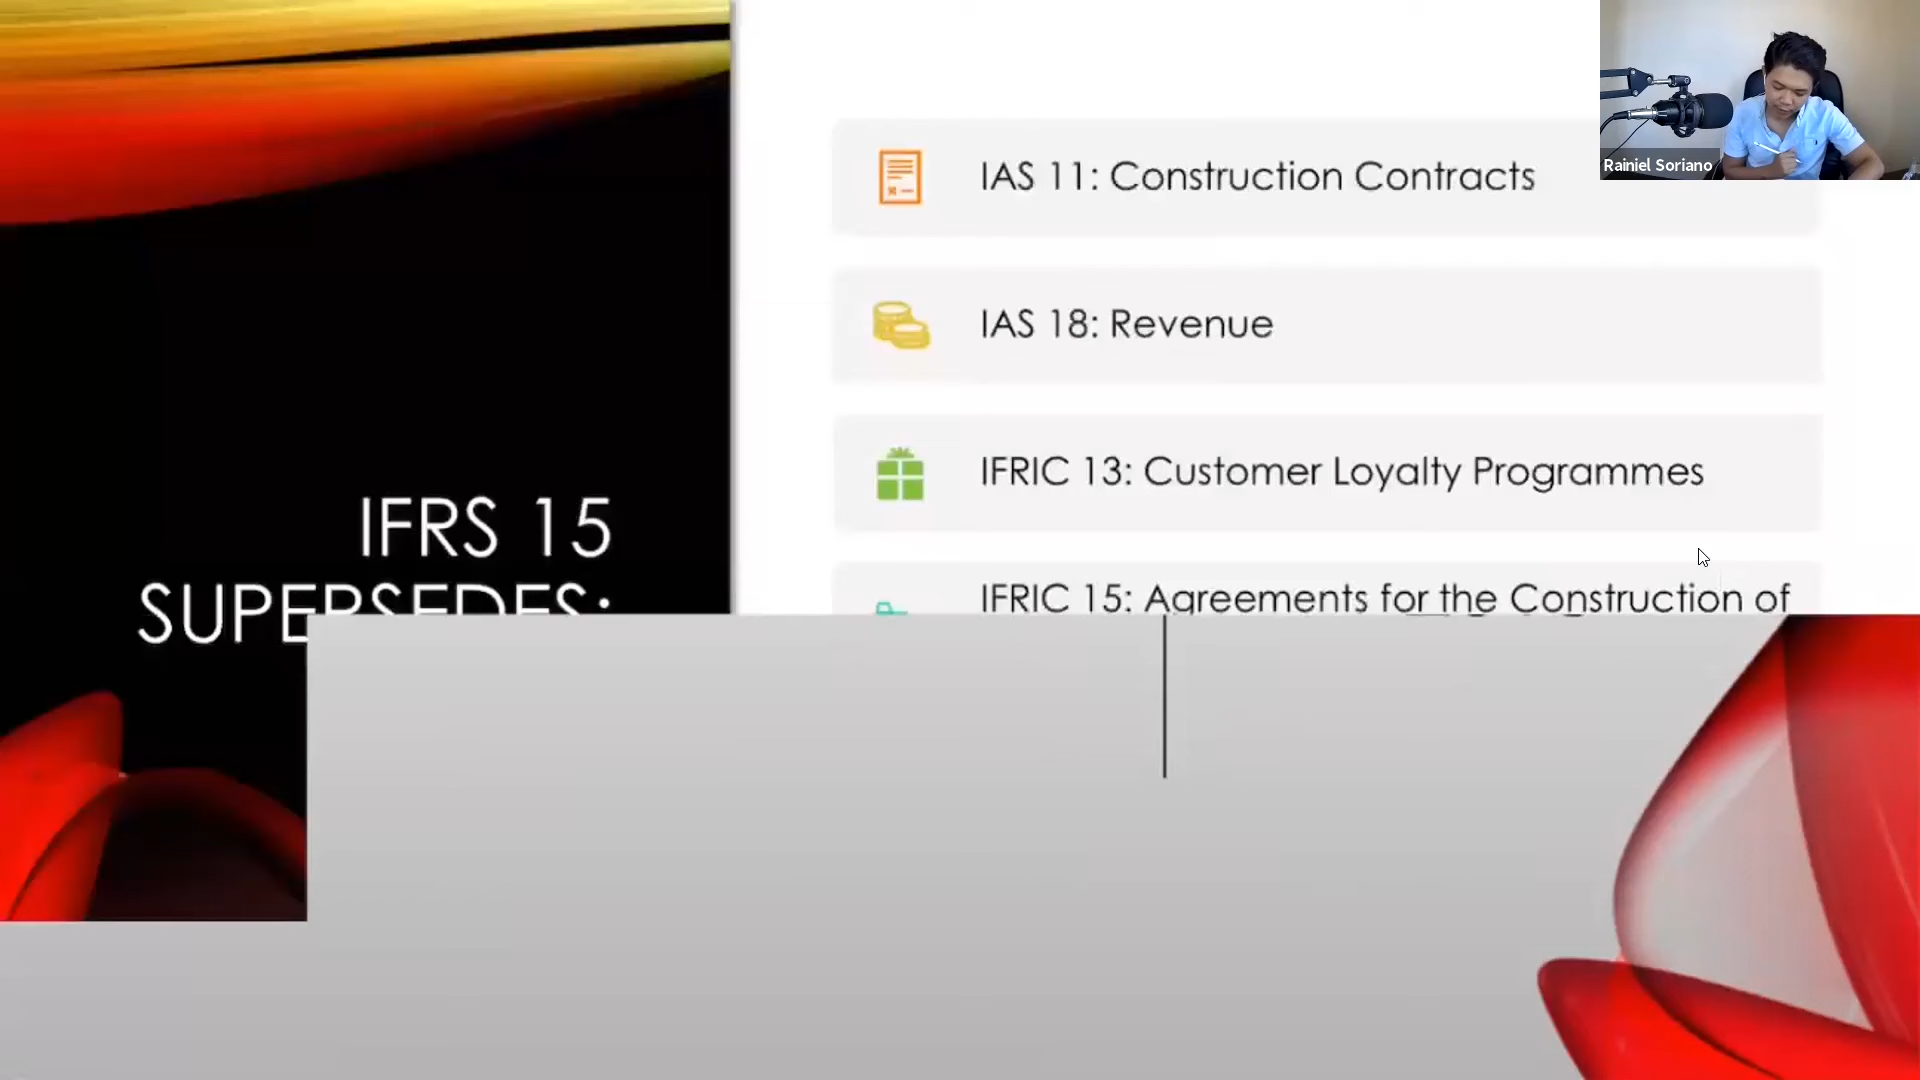 IFRS 15
SUPERSEDES:
IAS 11: Construction Contracts
IAS 18: Revenue
IFRIC 13: Customer Loyalty Programmes
IFRIC 15: Agreements for the Construction of
Rainiel Soriano